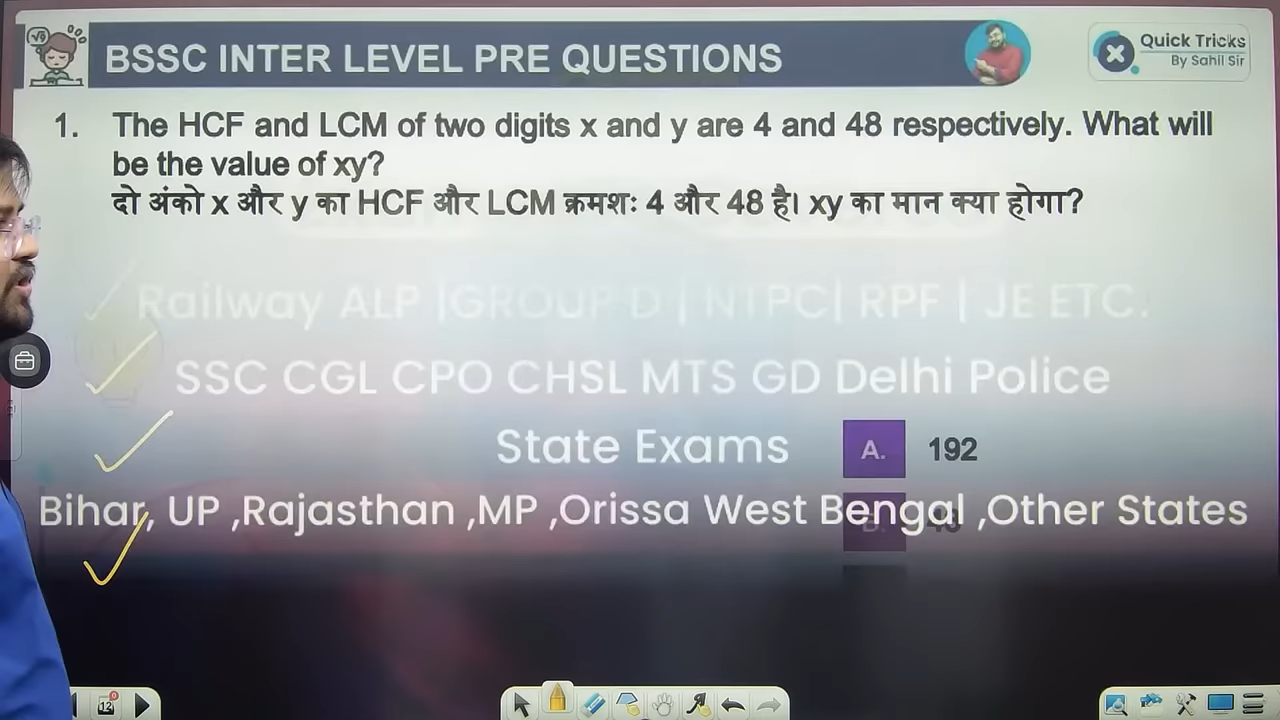 BSSC INTER LEVEL PRE QUESTIONS
Quick Tricks
By Sahil Sir
1. The HCF and LCM of two digits x and y are 4 and 48 respectively. What will
be the value of xy?
दो अंको x और y का HCF और LCM क्रमशः 4 और 48 है। xy का मान क्या होगा?
Railway ALP |GROUP D | NTPC| RPF | JE ETC.
SSC CGL CPO CHSL MTS GD Delhi Police
State Exams
A. 192
Bihar, UP ,Rajasthan ,MP ,Orissa West Bengal ,Other States
B.
12